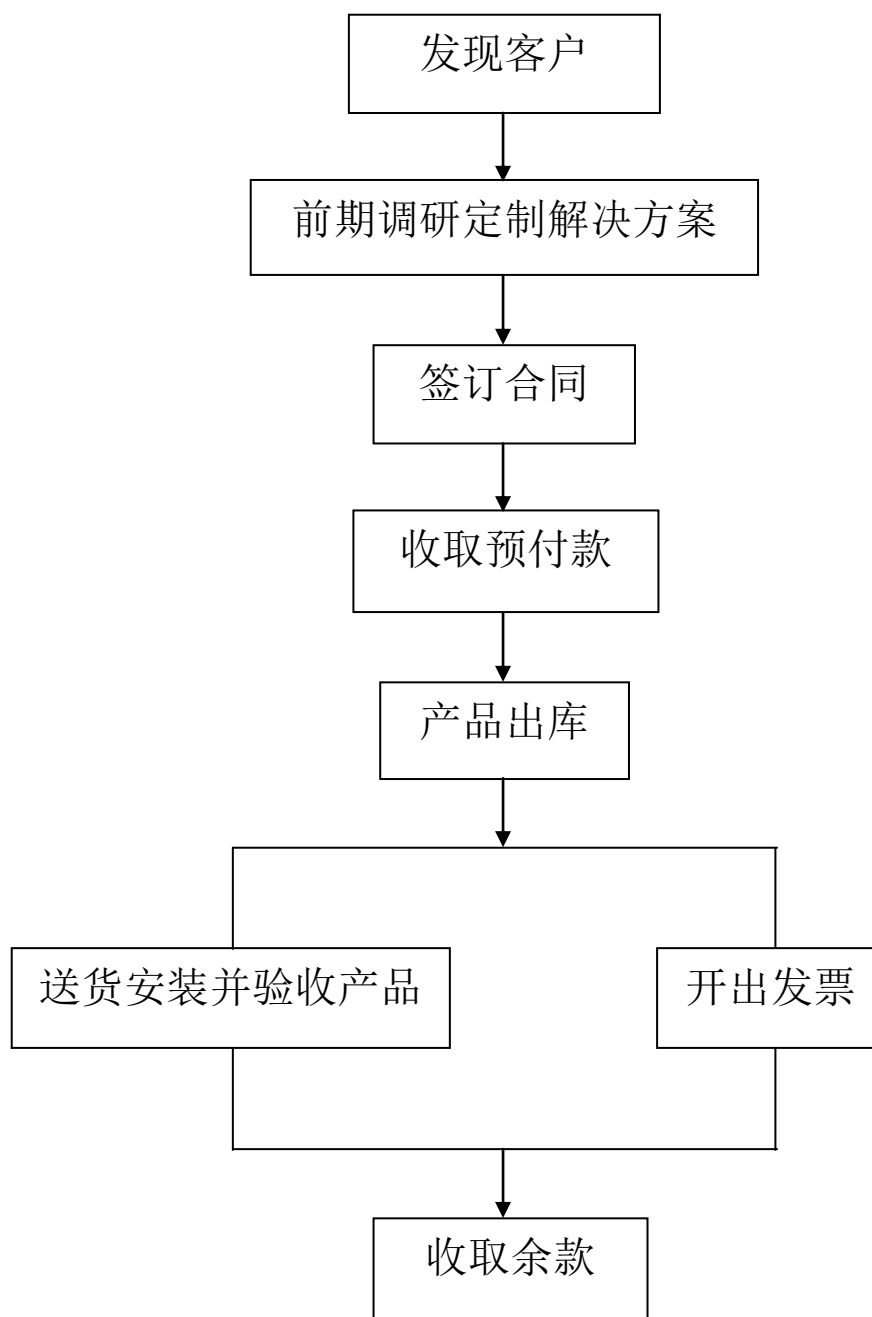 发现客户
前期调研定制解决方案
签订合同
收取预付款
产品出库
送货安装并验收产品
开出发票
收取余款